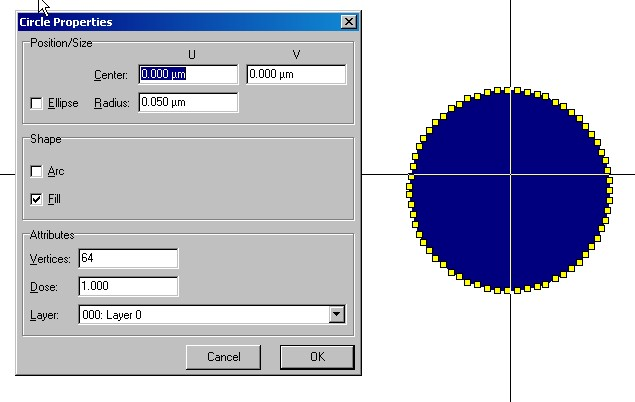 Circle Properties
Position/Size
U V
Center: 0.000 µm 0.000 µm
Ellipse Radius: 0.050 µm
Shape
Arc
Fill
Attributes
Vertices: 64
Dose: 1.000
Layer: 000: Layer 0
Cancel OK